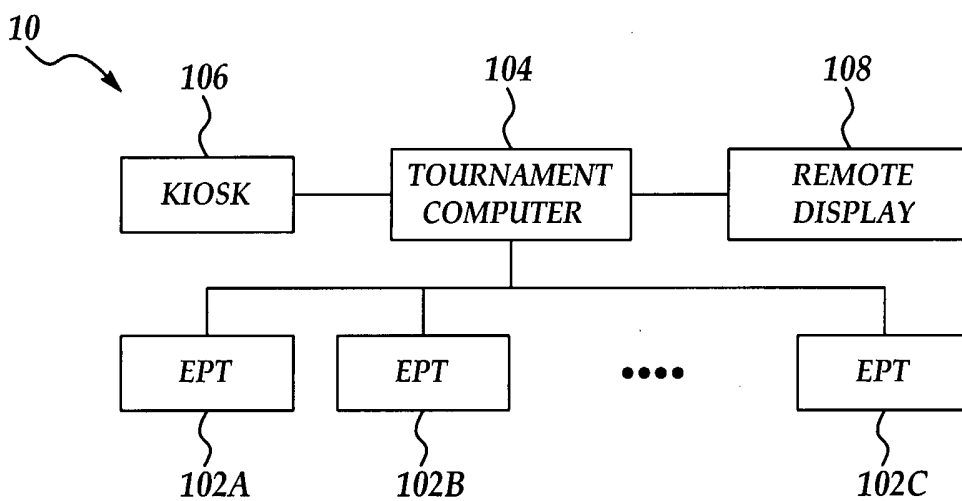 10
106
104
108
KIOSK
TOURNAMENT
COMPUTER
REMOTE
DISPLAY
EPT
EPT
EPT
102A
102B
102C